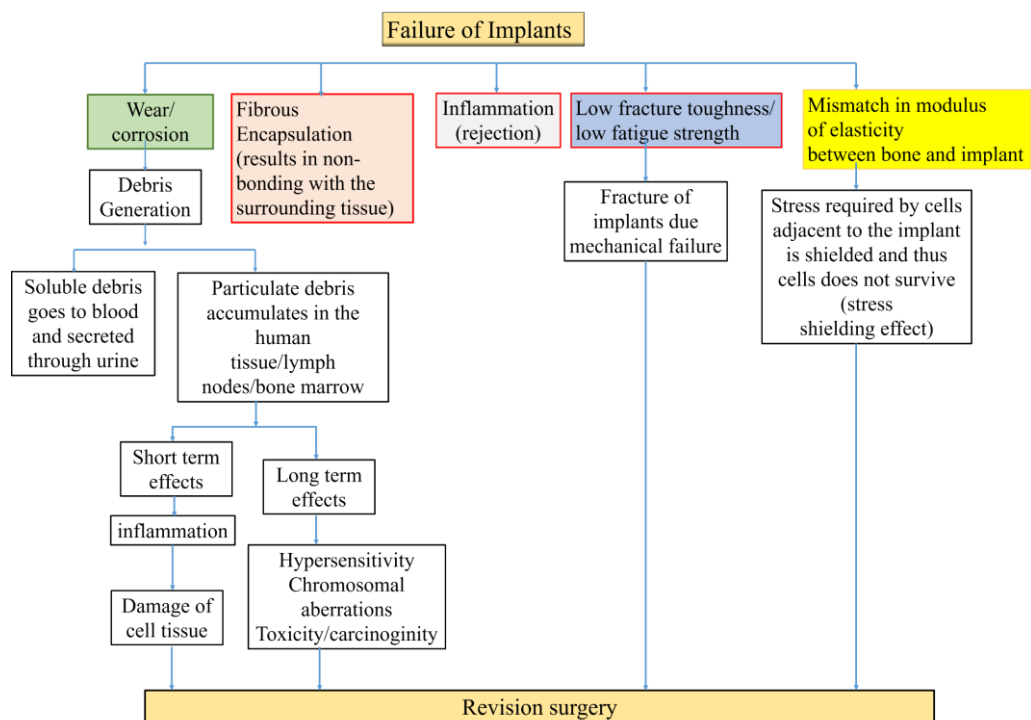 Failure of Implants
Wear/
corrosion
Fibrous
Encapsulation
(results in non-
bonding with the
surrounding tissue)
Inflammation
(rejection)
Low fracture toughness/
low fatigue strength
Mismatch in modulus
of elasticity
between bone and implant
Debris
Generation
Fracture of
implants due
mechanical failure
Stress required by cells
adjacent to the implant
is shielded and thus
cells does not survive
(stress
shielding effect)
Soluble debris
goes to blood
and secreted
through urine
Particulate debris
accumulates in the
human
tissue/lymph
nodes/bone marrow
Short term
effects
Long term
effects
inflammation
Hypersensitivity
Chromosomal
aberrations
Toxicity/carcinoginity
Damage of
cell tissue
Revision surgery